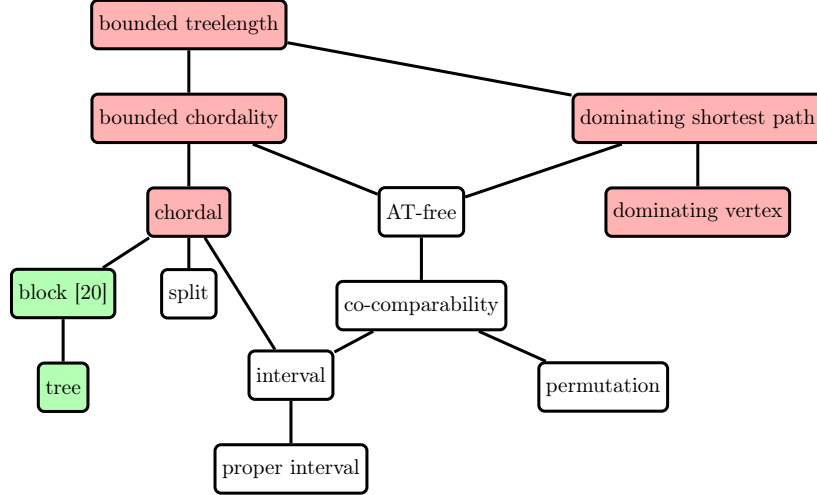 bounded treelength
bounded chordality
dominating shortest path
chordal
AT-free
dominating vertex
block [20]
split
co-comparability
interval
permutation
tree
proper interval